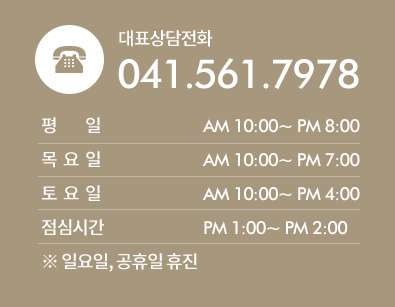 대표상담전화
041.561.7978
평 일 AM 10:00~ PM 8:00
목 요 일 AM 10:00~ PM 7:00
토 요 일 AM 10:00~ PM 4:00
점심시간 PM 1:00~ PM 2:00
※ 일요일, 공휴일 휴진